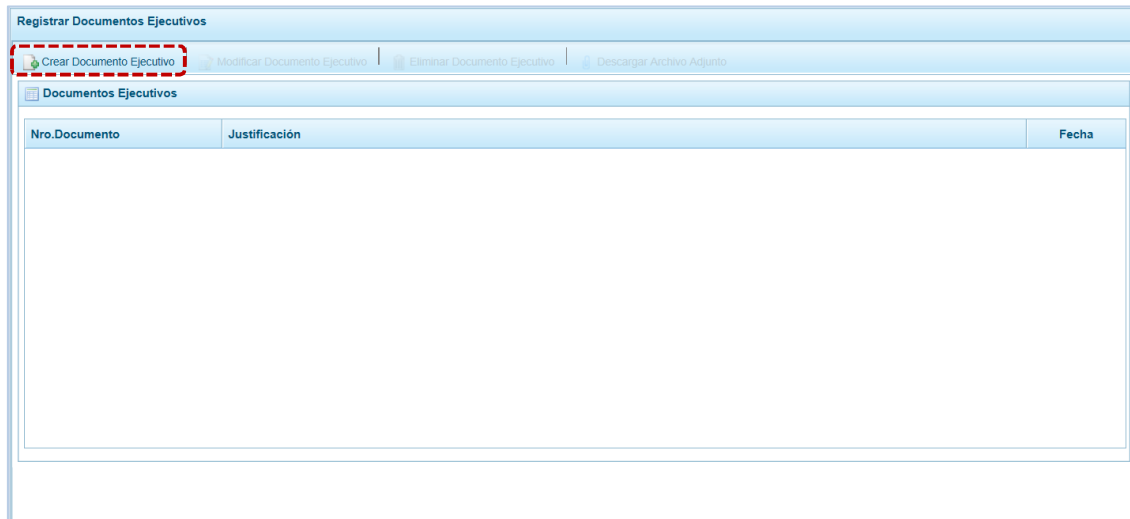 Registrar Documentos Ejecutivos
Crear Documento Ejecutivo Modificar Documento Ejecutivo Eliminar Documento Ejecutivo Descargar Archivo Adjunto
Documentos Ejecutivos
Nro.Documento Justificación Fecha